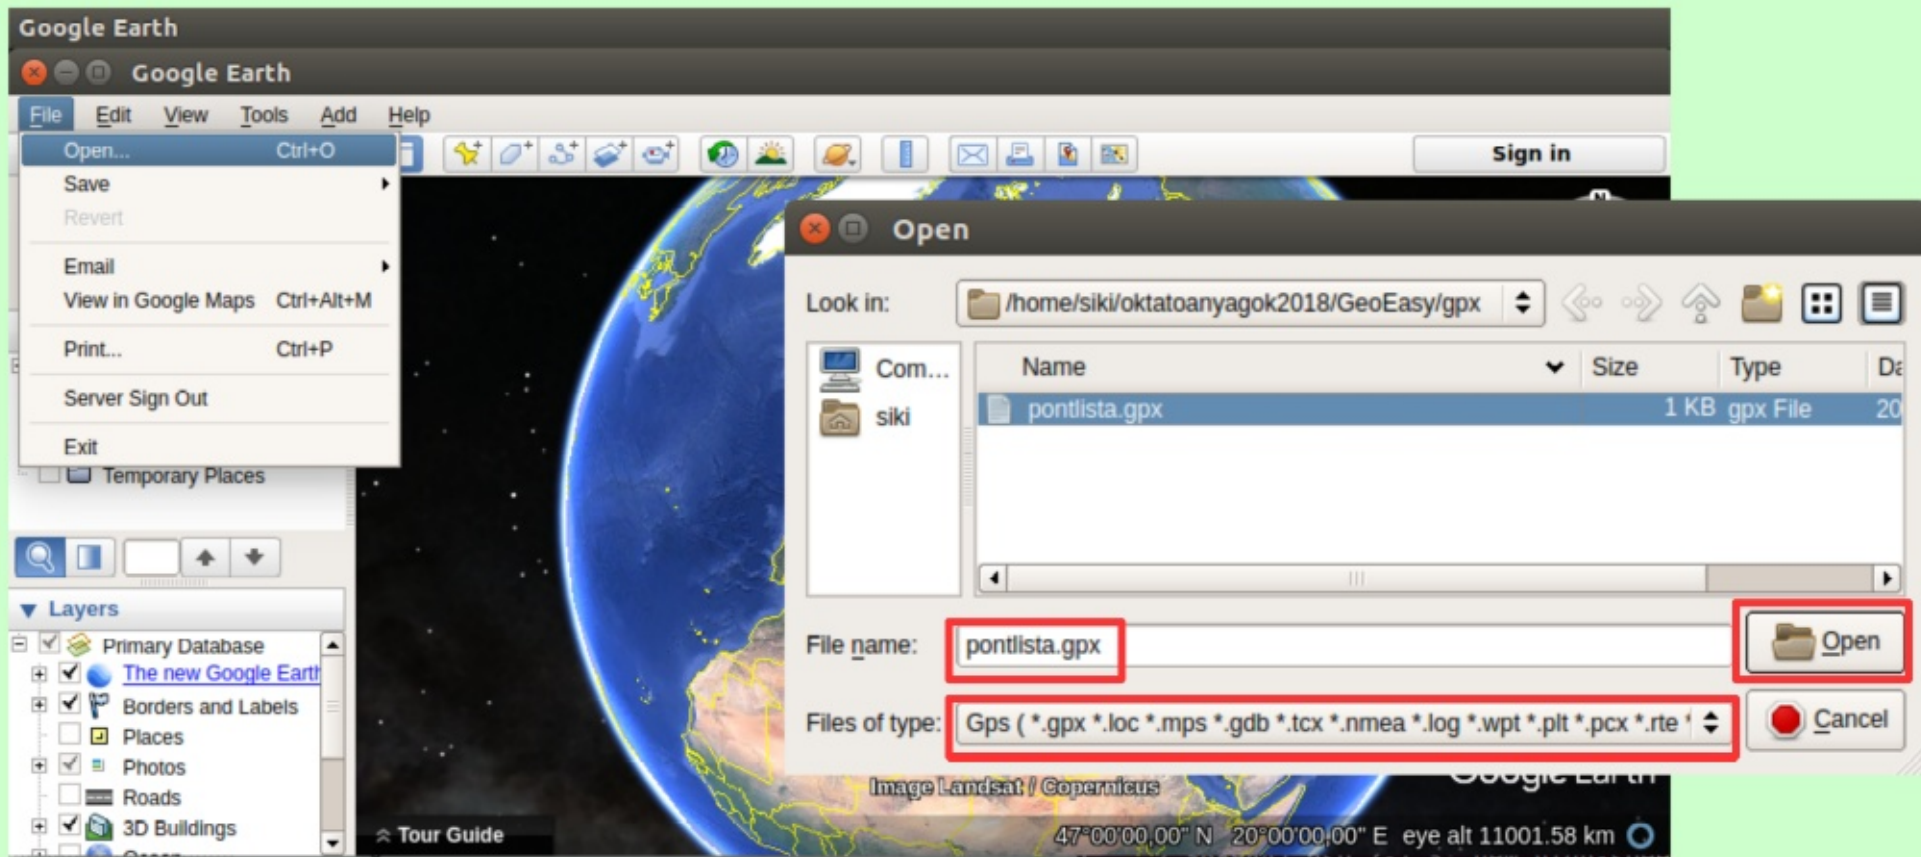 Google Earth
Google Earth
File Edit View Tools Add Help
Open... Ctrl+O
Save
Revert
Email
View in Google Maps Ctrl+Alt+M
Print... Ctrl+P
Server Sign Out
Exit
Temporary Places
Sign in
N
Layers
Primary Database
The new Google Earth
Borders and Labels
Places
Photos
Roads
3D Buildings
Ocean
Open
Look in: /home/siki/oktatoanyagok2018/GeoEasy/gpx
Com...
siki
Name Size Type Da
pontlista.gpx 1 KB gpx File 20
File name: pontlista.gpx Open
Files of type: Gps ( *.gpx *.loc *.mps *.gdb *.tcx *.nmea *.log *.wpt *.plt *.pcx *.rte * Cancel
Image Landsat / Copernicus
Google Earth
Tour Guide
47°00'00,00" N 20°00'00,00" E eye alt 11001.58 km